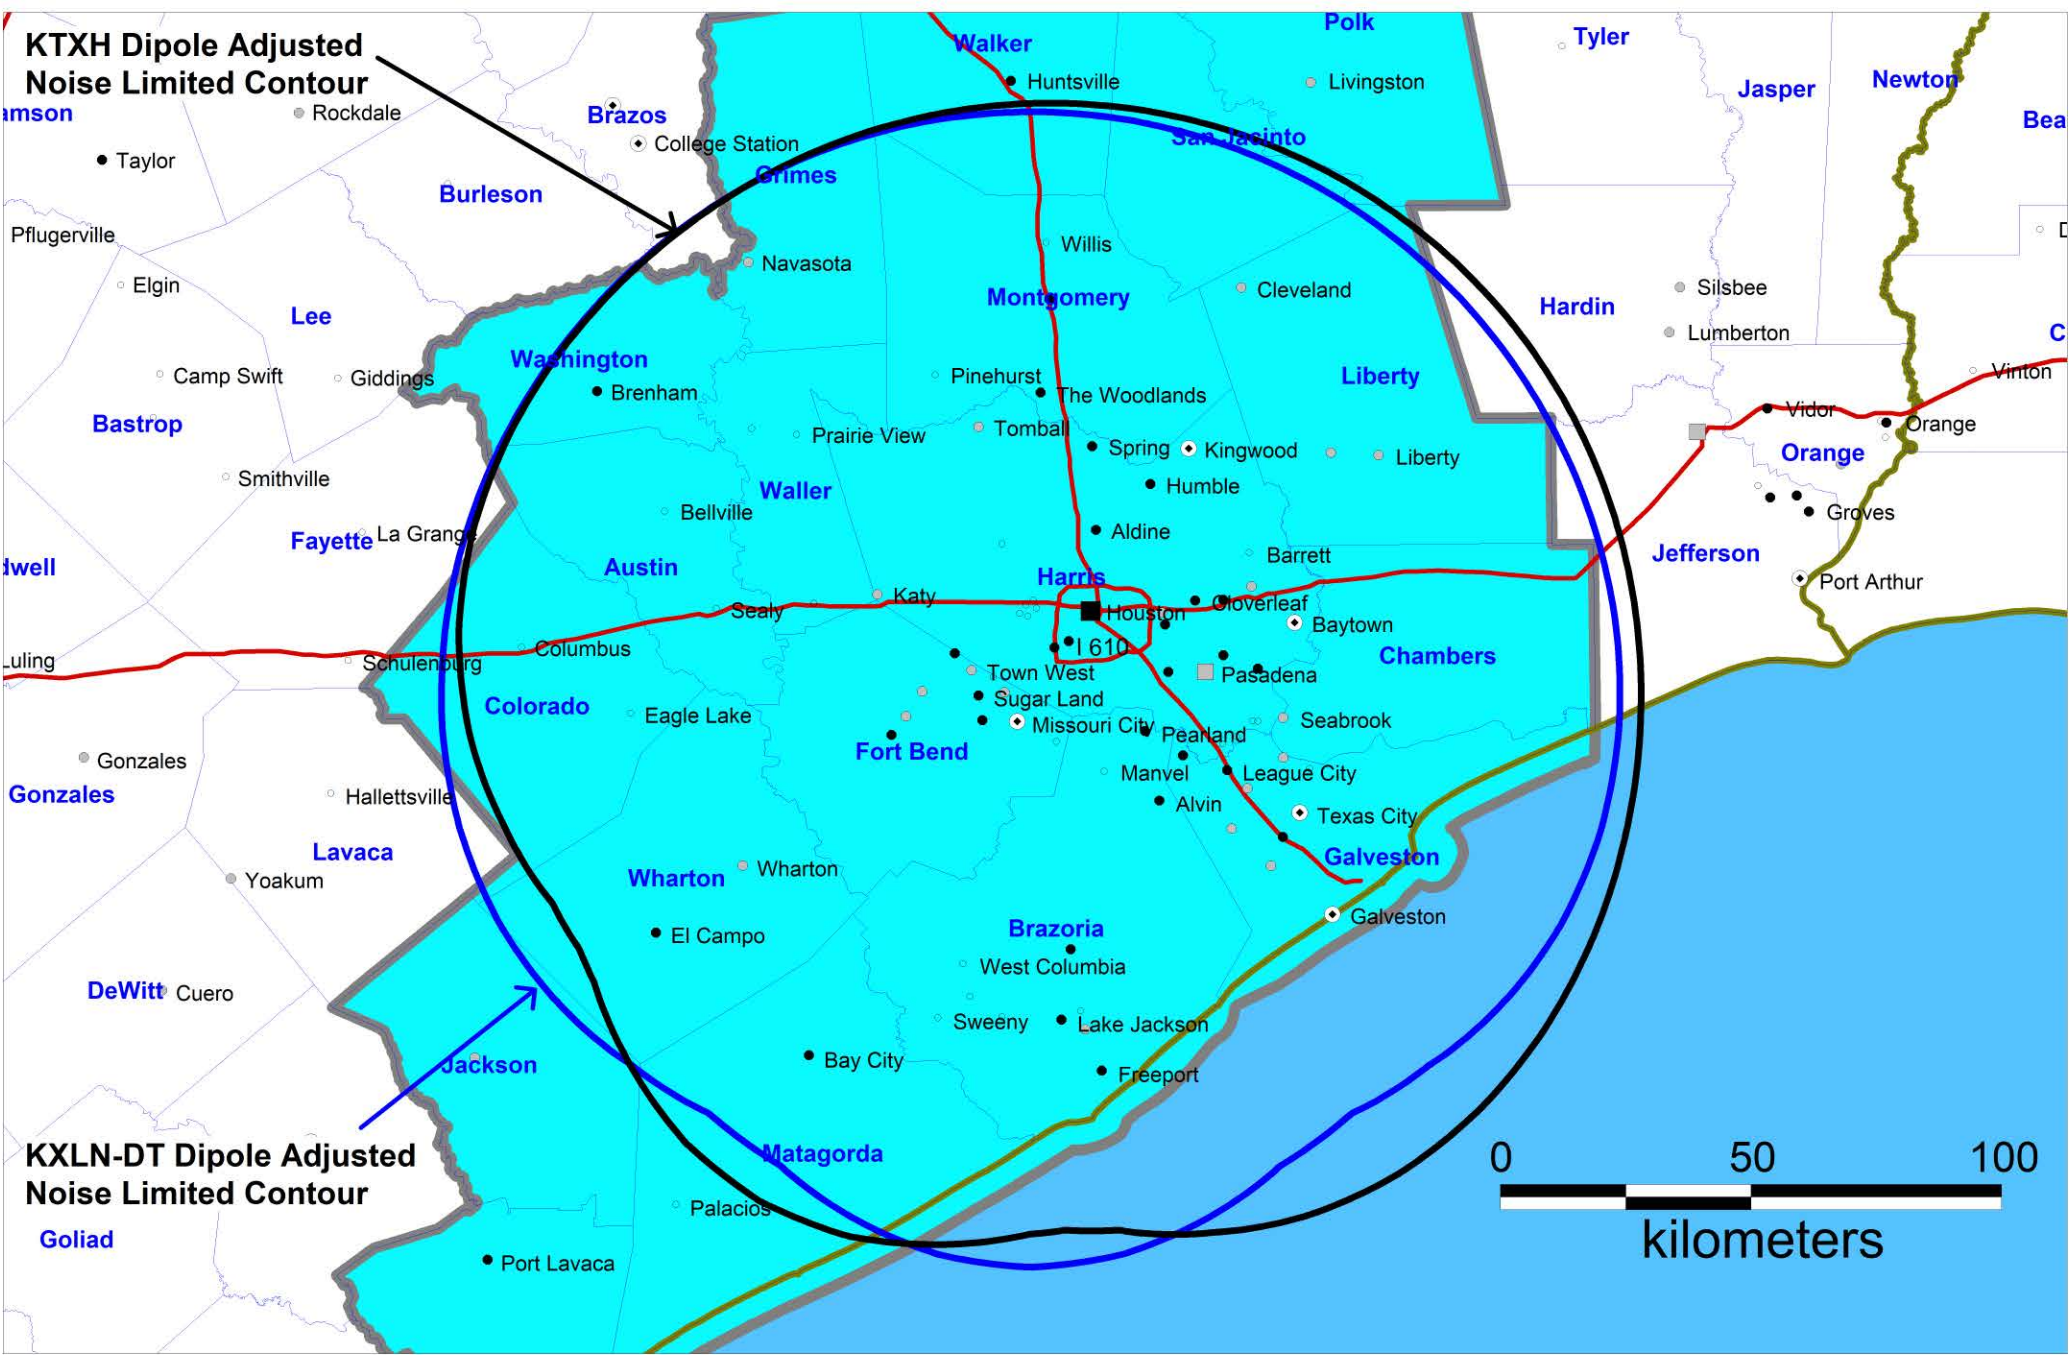 KTXH Dipole Adjusted
Noise Limited Contour
Walker
Polk
Tyler
Huntsville
Livingston
Jasper
Newton
amson
Rockdale
Brazos
Bea
College Station
San Jacinto
Taylor
Grimes
Burleson
Pflugerville
Willis
Navasota
Elgin
Montgomery
Cleveland
Silsbee
Hardin
Lee
Lumberton
C
Washington
Camp Swift
Giddings
Pinehurst
Liberty
Vinton
Brenham
The Woodlands
Vidor
Bastrop
Prairie View
Tomball
Orange
Spring
Kingwood
Liberty
Orange
Smithville
Waller
Humble
Bellville
Groves
La Grange
Fayette
Aldine
Barrett
Jefferson
dwell
Austin
Harris
Port Arthur
Katy
Cloverleaf
Sealy
Houston
Baytown
Columbus
I 610
Chambers
Luling
Schulenburg
Town West
Pasadena
Sugar Land
Colorado
Eagle Lake
Missouri City
Seabrook
Pearland
Fort Bend
Gonzales
Manvel
League City
Gonzales
Hallettsville
Alvin
Texas City
Lavaca
Galveston
Wharton
Wharton
Yoakum
Galveston
Brazoria
El Campo
West Columbia
DeWitt
Cuero
Sweeny
Lake Jackson
Jackson
Bay City
Freeport
KXLN-DT Dipole Adjusted
Noise Limited Contour
Matagorda
0 50 100
Palacios
Goliad
kilometers
Port Lavaca